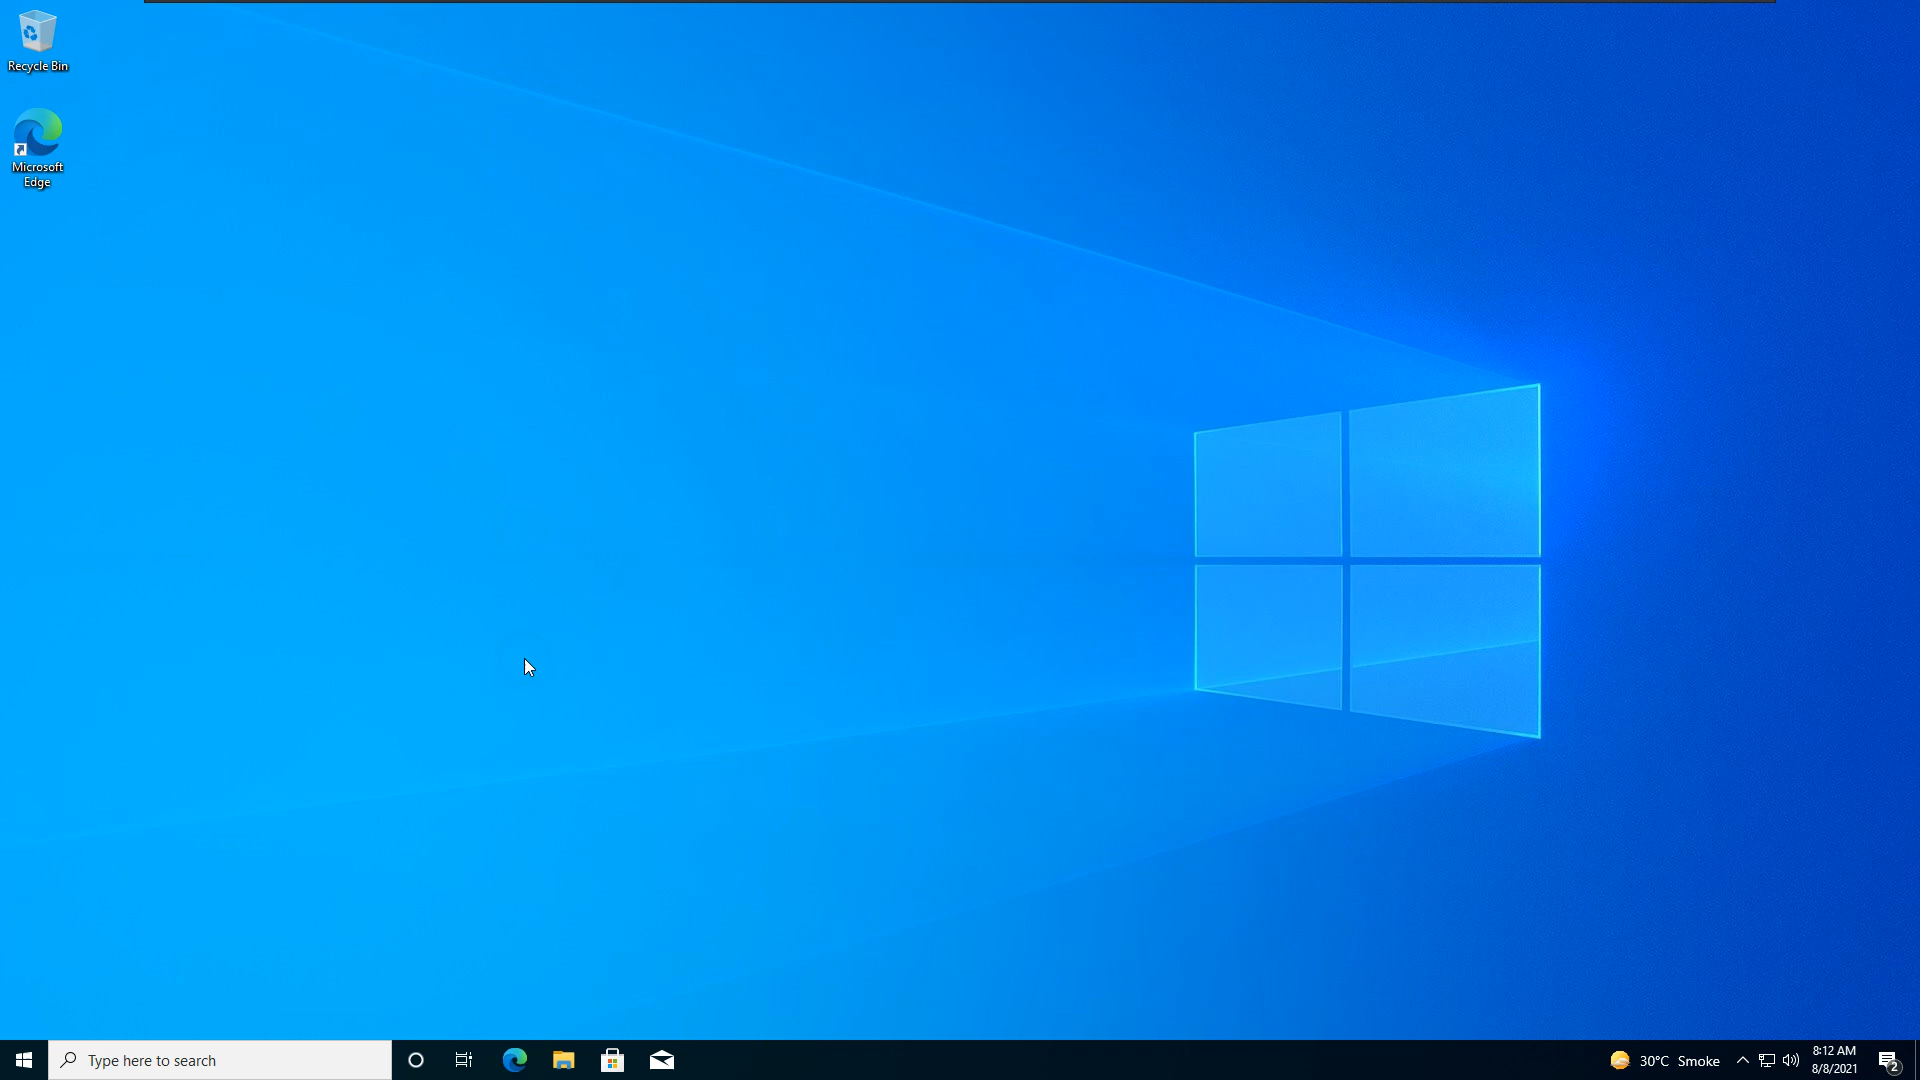 Recycle Bin
Microsoft
Edge
Type here to search
30°C Smoke
8:12 AM
8/8/2021
2